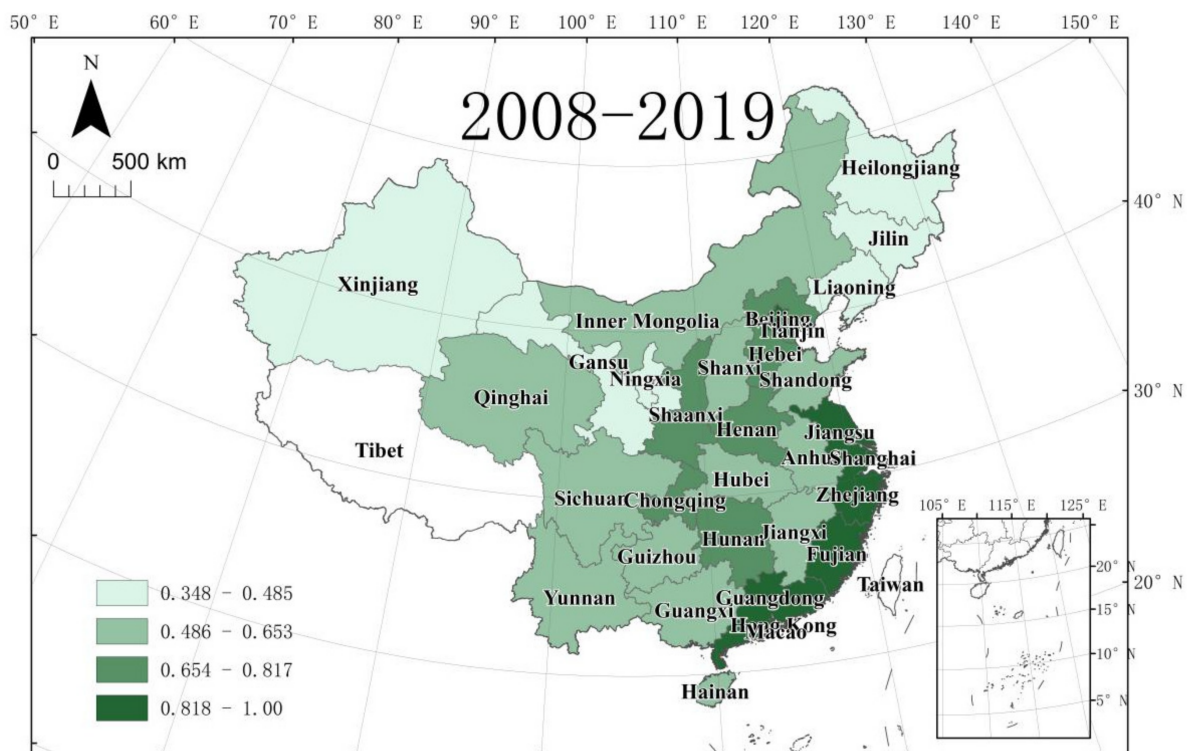 50° E 60° E 70° E 80° E 90° E 100° E 110° E 120° E 130° E 140° E 150° E
N
2008-2019
0 500 km
Heilongjiang
40° N
Jilin
Xinjiang
Liaoning
Inner Mongolia
Beijing
Tianjin
Hebei
Gansu
Shanxi
Ningxia
Shandong
30° N
Qinghai
Shaanxi
Henan
Jiangsu
Tibet
Anhui
Shanghai
Hubei
Sichuan
Chongqing
Zhejiang
105° E 115° E 125° E
Jiangxi
Hunan
Guizhou
Fujian
20° N
Taiwan
20° N
Yunnan
Guangdong
Guangxi
15° N
Hong Kong
Macao
10° N
Hainan
5° N
0.348 - 0.485
0.486 - 0.653
0.654 - 0.817
0.818 - 1.00